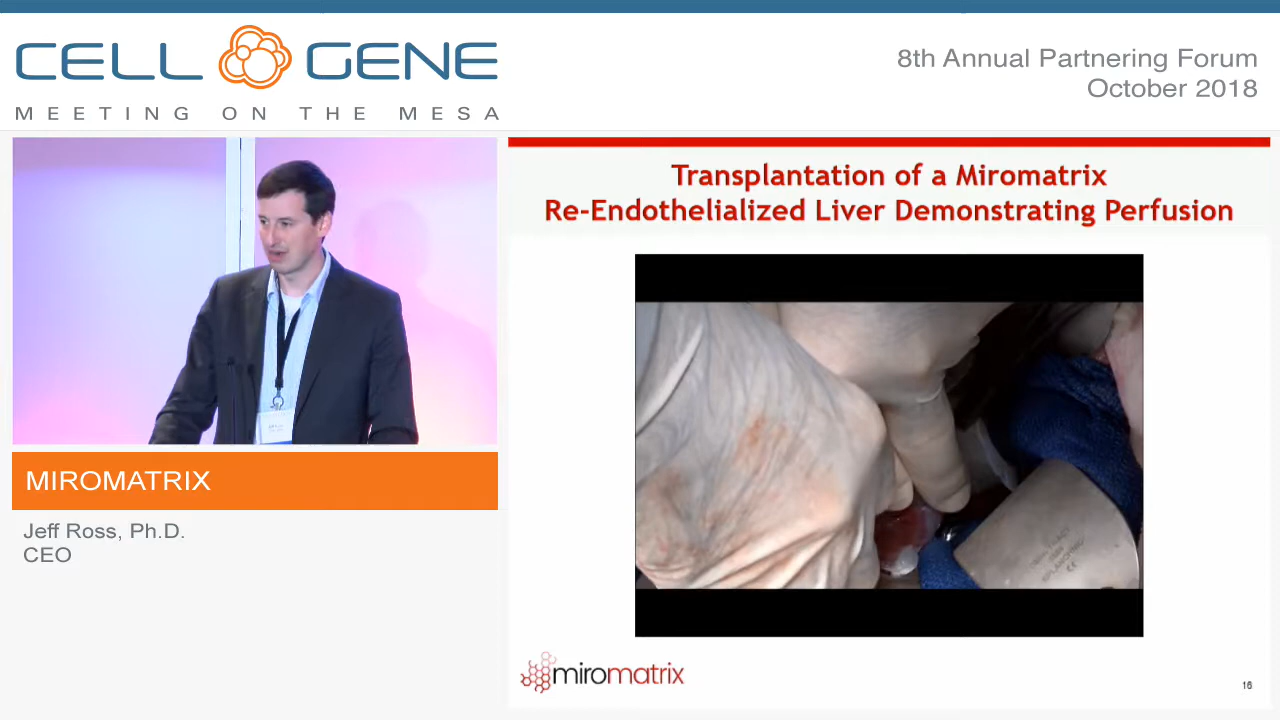 CELL GENE
MEETING ON THE MESA
8th Annual Partnering Forum
October 2018
Transplantation of a Miromatrix
Re-Endothelialized Liver Demonstrating Perfusion
MIROMATRIX
Jeff Ross, Ph.D.
CEO
miromatrix
16